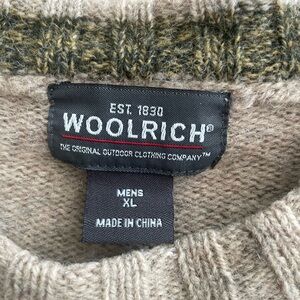 EST. 1830
WOOLRICH®
THE ORIGINAL OUTDOOR CLOTHING COMPANY™
MENS
XL
MADE IN CHINA